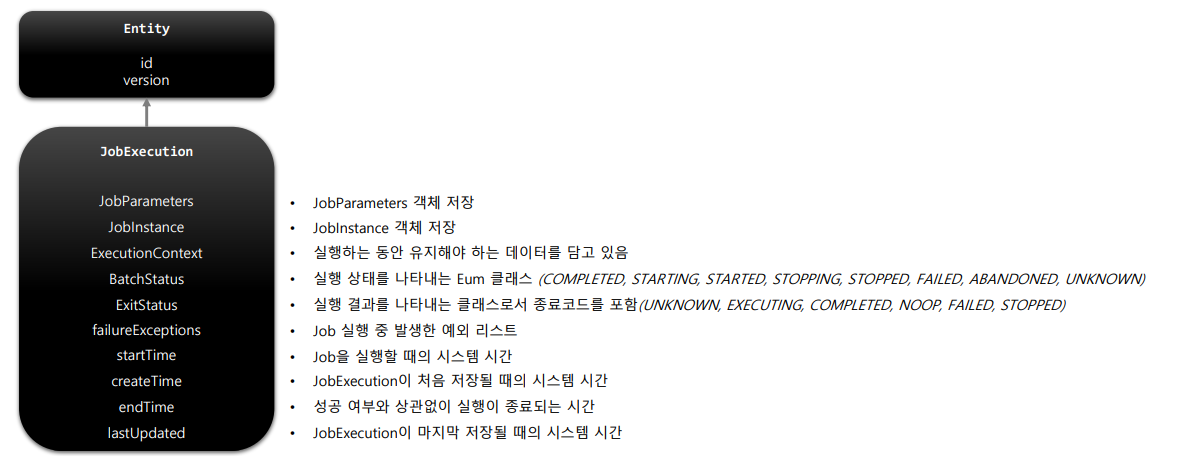 Entity
id
version
JobExecution
JobParameters • JobParameters 객체 저장
JobInstance • JobInstance 객체 저장
ExecutionContext • 실행하는 동안 유지해야 하는 데이터를 담고 있음
BatchStatus • 실행 상태를 나타내는 Eum 클래스 (COMPLETED, STARTING, STARTED, STOPPING, STOPPED, FAILED, ABANDONED, UNKNOWN)
ExitStatus • 실행 결과를 나타내는 클래스로서 종료코드를 포함(UNKNOWN, EXECUTING, COMPLETED, NOOP, FAILED, STOPPED)
failureExceptions • Job 실행 중 발생한 예외 리스트
startTime • Job을 실행할 때의 시스템 시간
createTime • JobExecution이 처음 저장될 때의 시스템 시간
endTime • 성공 여부와 상관없이 실행이 종료되는 시간
lastUpdated • JobExecution이 마지막 저장될 때의 시스템 시간